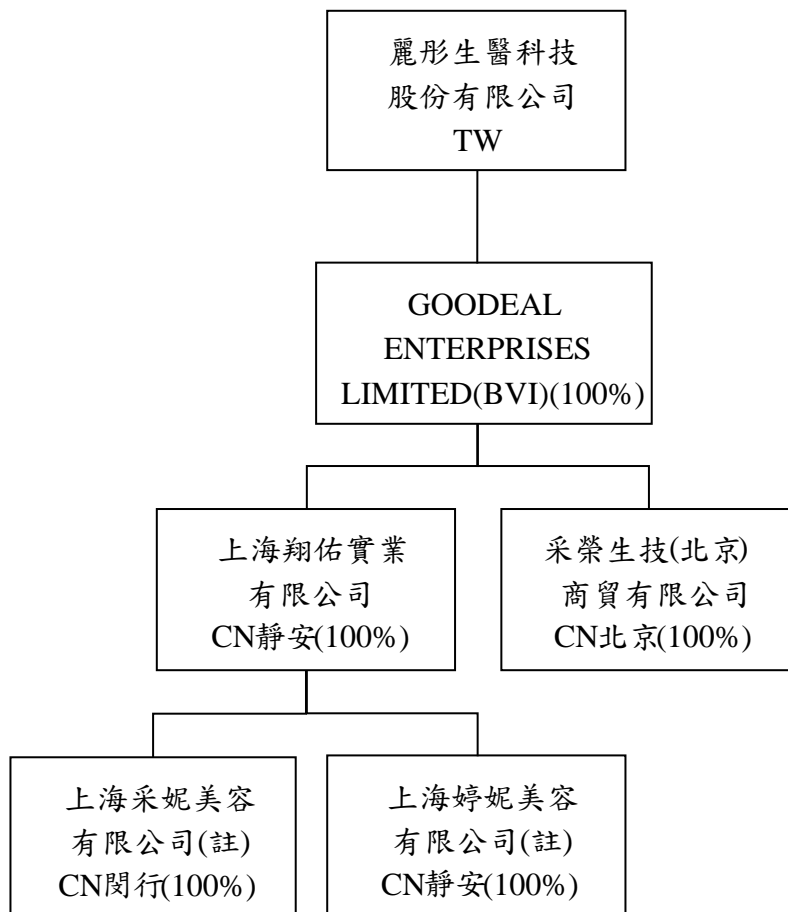 麗彤生醫科技
股份有限公司
TW
GOODEAL
ENTERPRISES
LIMITED(BVI)(100%)
上海翔佑實業
有限公司
CN靜安(100%)
采榮生技(北京)
商貿有限公司
CN北京(100%)
上海采妮美容
有限公司(註)
CN閔行(100%)
上海婷妮美容
有限公司(註)
CN靜安(100%)